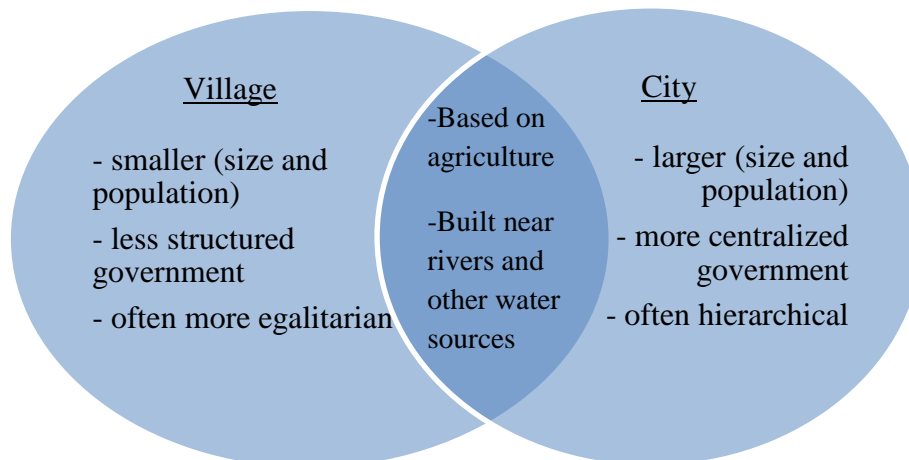 Village
- smaller (size and
population)
- less structured
government
- often more egalitarian
-Based on
agriculture
-Built near
rivers and
other water
sources
City
- larger (size and
population)
- more centralized
government
- often hierarchical